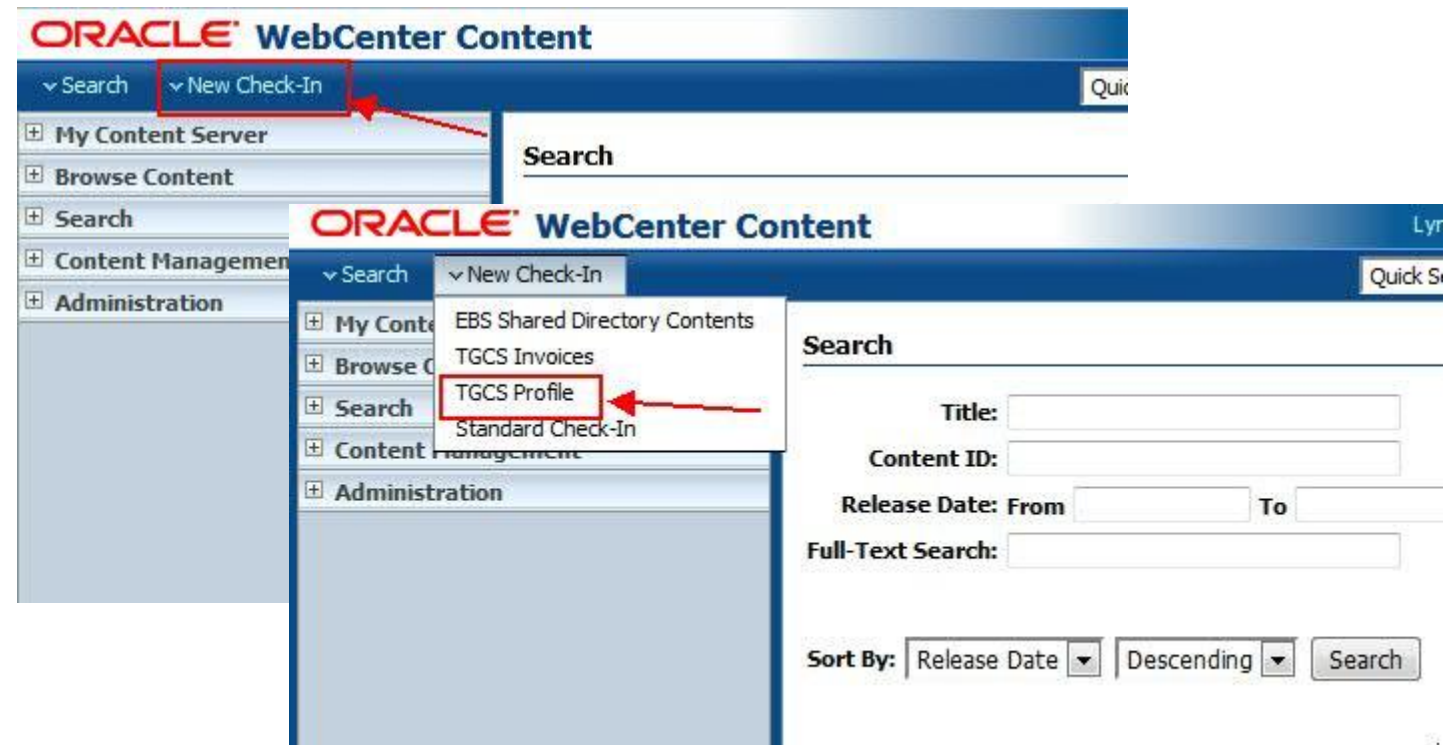 ORACLE WebCenter Content
Search New Check-In
My Content Server
Browse Content
Search
Content Managemen
Administration
Search
ORACLE WebCenter Content
Search New Check-In
Quick
EBS Shared Directory Contents
TGCS Invoices
TGCS Profile
Standard Check-In
My Conte
Browse
Search
Content Management
Administration
Search
Title:
Content ID:
Release Date: From To
Full-Text Search:
Sort By: Release Date Descending Search